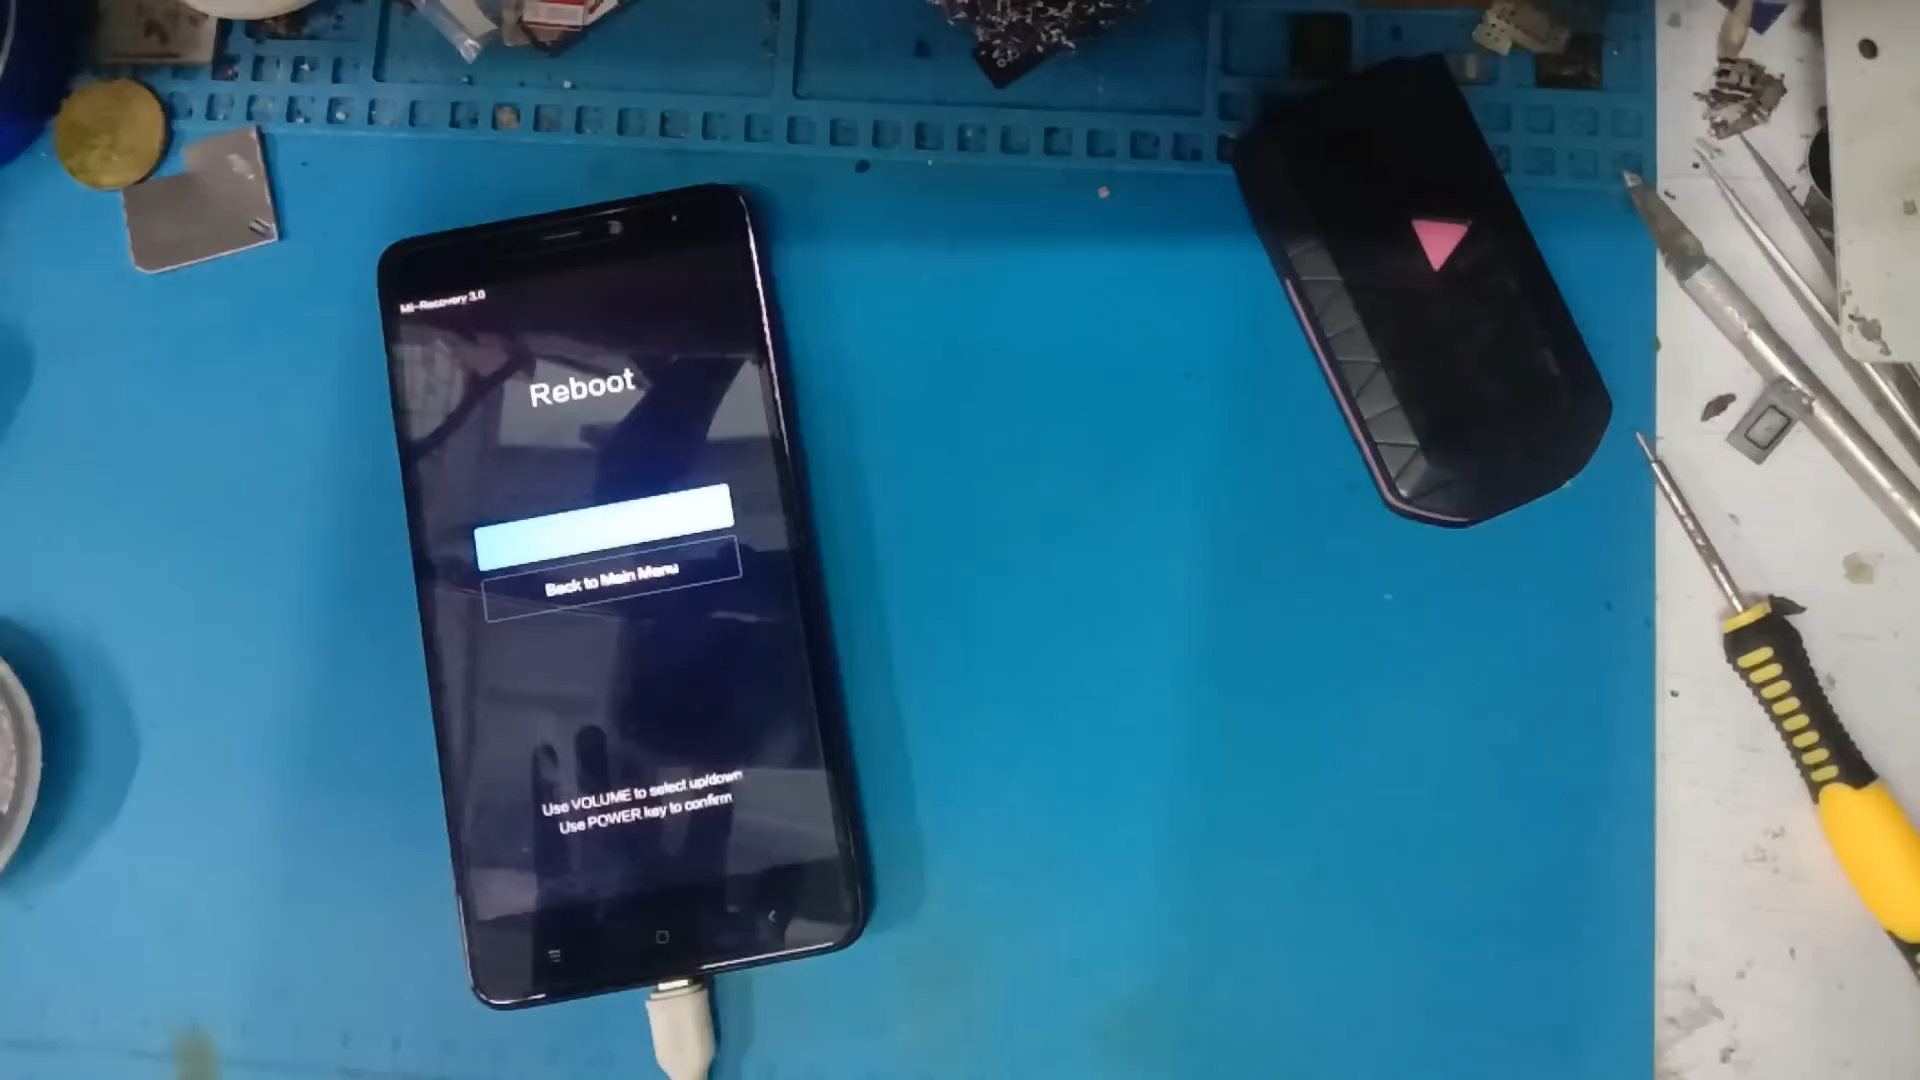 Mi-Recovery 3.0
Reboot
Back to Main Menu
Use VOLUME to select up/down
Use POWER key to confirm